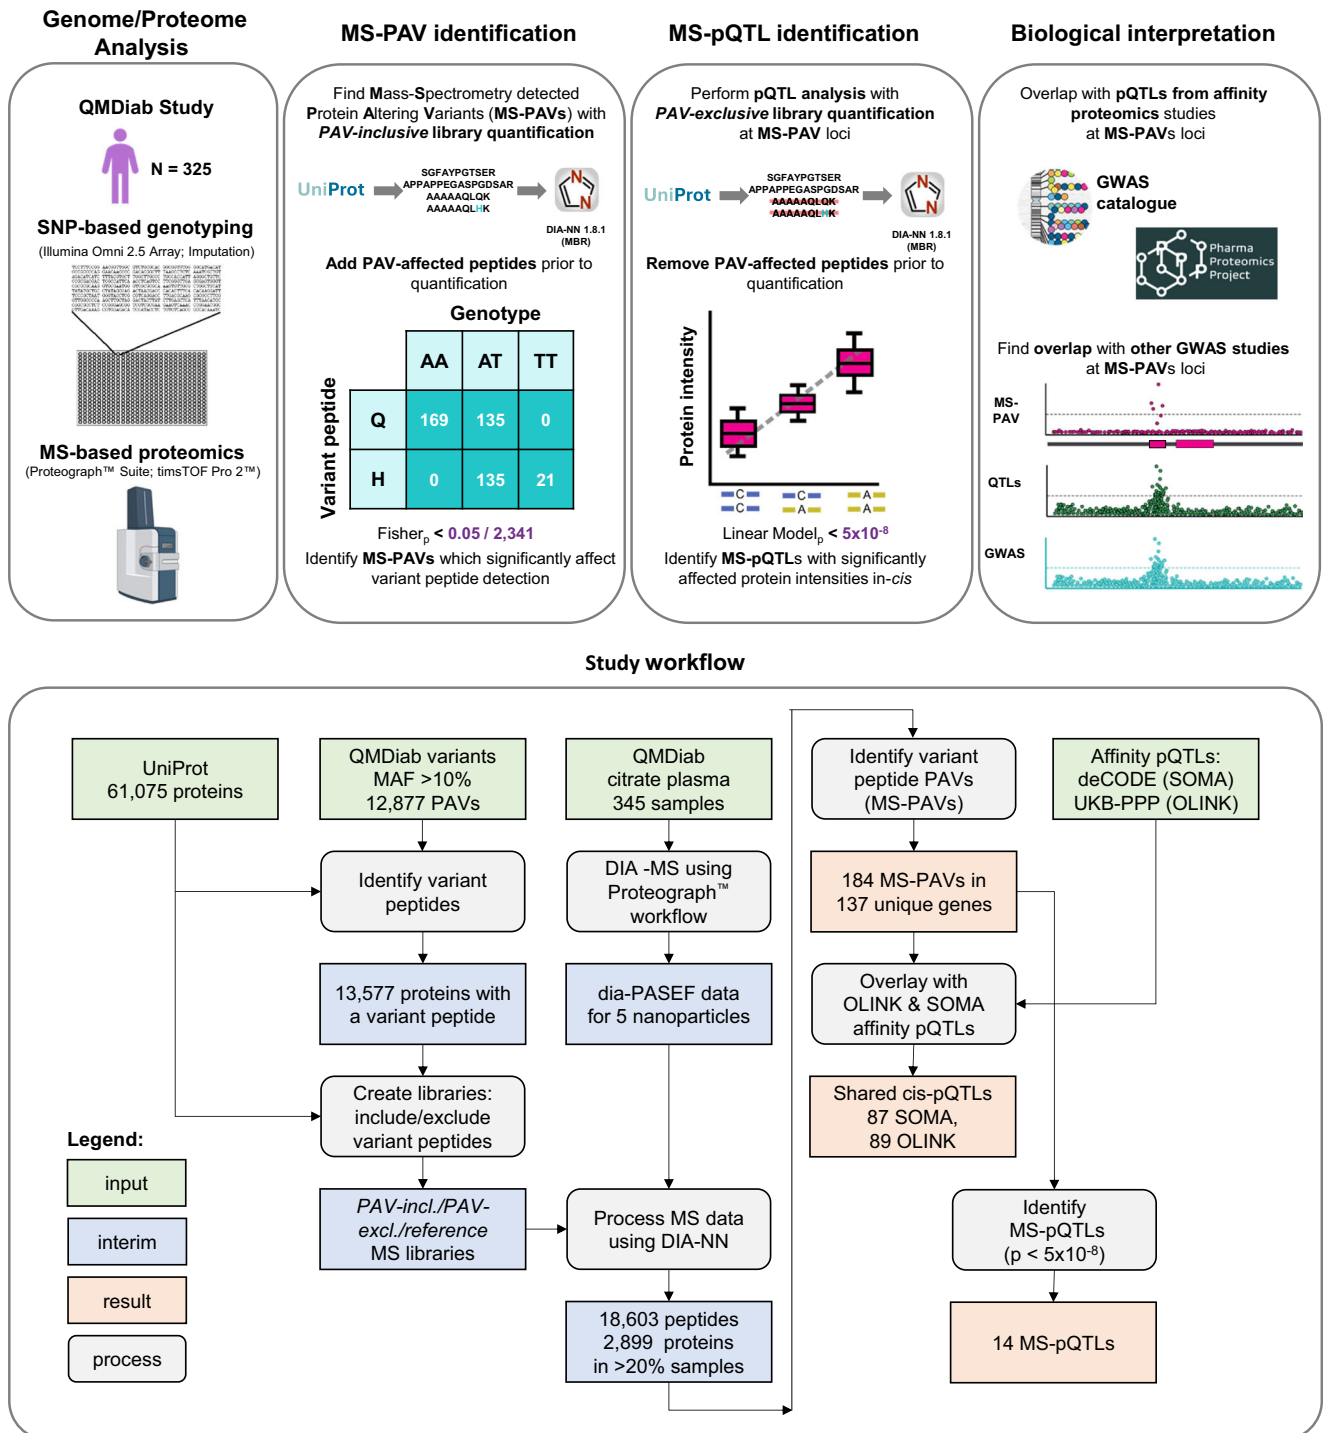 Genome/Proteome
Analysis
MS-PAV identification
MS-pQTL identification
Biological interpretation
QMDiab Study
N = 325
SNP-based genotyping
(Illumina Omni 2.5 Array; Imputation)
MS-based proteomics
(Proteograph™ Suite; timsTOF Pro 2™)
Find Mass-Spectrometry detected
Protein Altering Variants (MS-PAVs) with
PAV-inclusive library quantification
UniProt
SGFAYPGTSER
APPAPPEGASPGDSAR
AAAAAQLQK
AAAAAQLHK
DIA-NN 1.8.1
(MBR)
Add PAV-affected peptides prior to
quantification
Genotype
AA AT TT
Variant peptide
Q 169 135 0
H 0 135 21
Fisherp < 0.05 / 2,341
Identify MS-PAVs which significantly affect
variant peptide detection
Perform pQTL analysis with
PAV-exclusive library quantification
at MS-PAV loci
UniProt
SGFAYPGTSER
APPAPPEGASPGDSAR
AAAAAQLQK
AAAAAQLHK
DIA-NN 1.8.1
(MBR)
Remove PAV-affected peptides prior to
quantification
Protein intensity
C C A
C A A
Linear Modelp < 5x10-8
Identify MS-pQTLs with significantly
affected protein intensities in-cis
Overlap with pQTLs from affinity
proteomics studies
at MS-PAVs loci
GWAS
catalogue
Pharma
Proteomics
Project
Find overlap with other GWAS studies
at MS-PAVs loci
MS-
PAV
QTLs
GWAS
Study workflow
UniProt
61,075 proteins
QMDiab variants
MAF >10%
12,877 PAVs
QMDiab
citrate plasma
345 samples
Identify variant
peptide PAVs
(MS-PAVs)
Affinity pQTLs:
deCODE (SOMA)
UKB-PPP (OLINK)
Identify variant
peptides
DIA -MS using
Proteograph™
workflow
184 MS-PAVs in
137 unique genes
13,577 proteins with
a variant peptide
dia-PASEF data
for 5 nanoparticles
Overlay with
OLINK & SOMA
affinity pQTLs
Create libraries:
include/exclude
variant peptides
Shared cis-pQTLs
87 SOMA,
89 OLINK
Legend:
input
interim
result
process
PAV-incl./PAV-
excl./reference
MS libraries
Process MS data
using DIA-NN
Identify
MS-pQTLs
(p < 5x10-8)
18,603 peptides
2,899 proteins
in >20% samples
14 MS-pQTLs